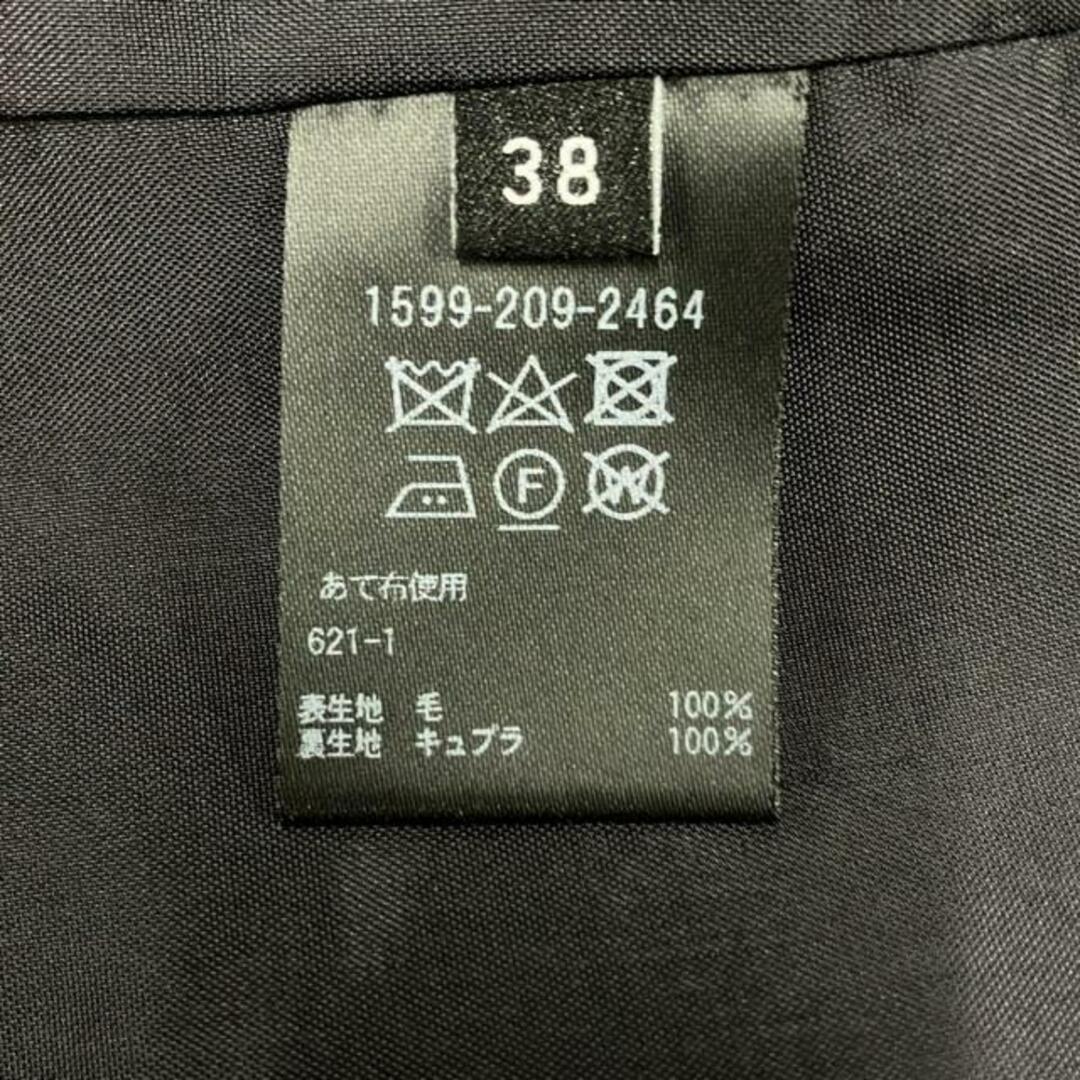 38
1599-209-2464
F
W
あて布使用
621-1
表生地 毛 100%
裏生地 キュプラ 100%